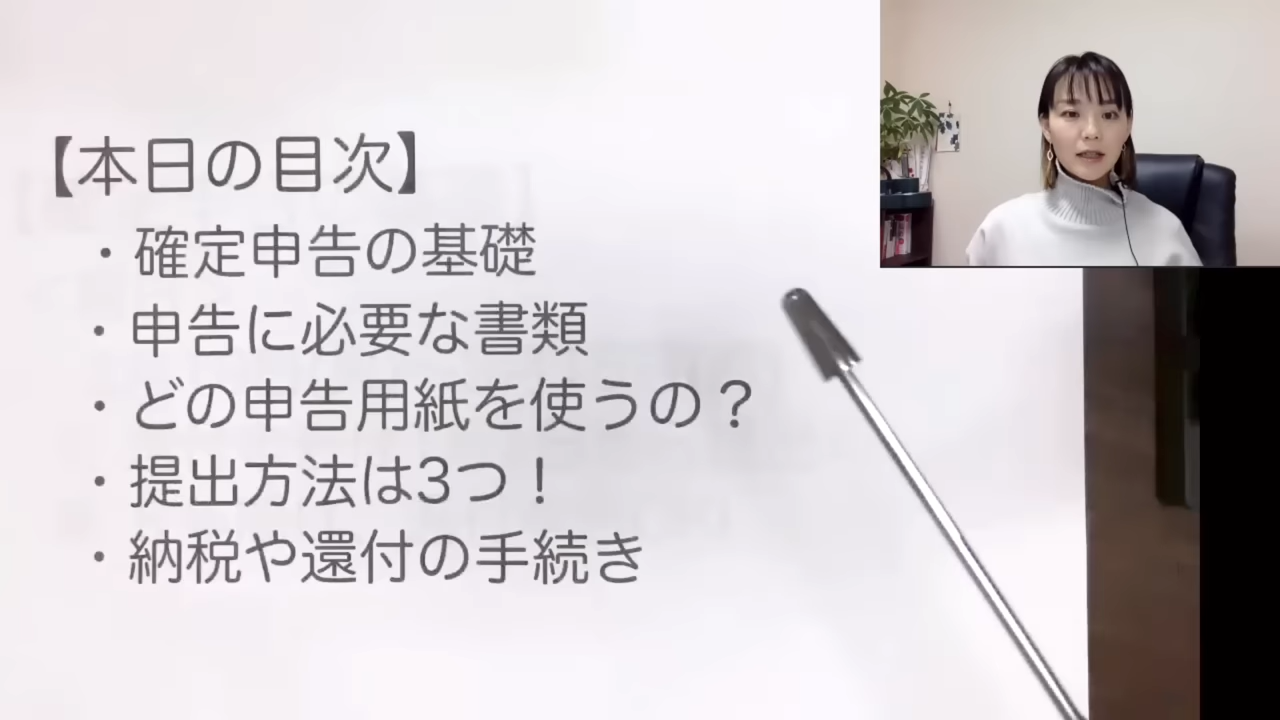 【本日の目次】
・確定申告の基礎
・申告に必要な書類
・どの申告用紙を使うの？
・提出方法は3つ！
・納税や還付の手続き